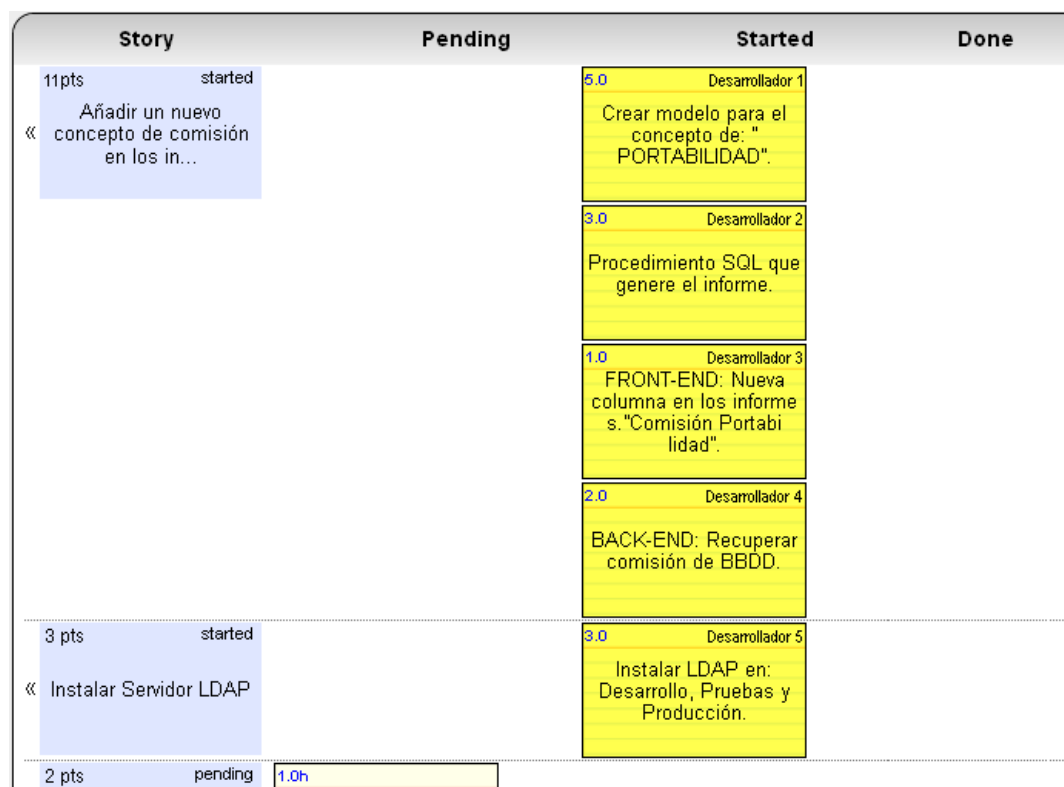 Story Pending Started Done
11pts started
Añadir un nuevo
« concepto de comisión
en los in...
5.0 Desarrollador 1
Crear modelo para el
concepto de: "
PORTABILIDAD".
3.0 Desarrollador 2
Procedimiento SQL que
genere el informe.
1.0 Desarrollador 3
FRONT-END: Nueva
columna en los informe
s."Comisión Portabi
lidad".
2.0 Desarrollador 4
BACK-END: Recuperar
comisión de BBDD.
3 pts started
« Instalar Servidor LDAP
3.0 Desarrollador 5
Instalar LDAP en:
Desarrollo, Pruebas y
Producción.
2 pts pending
1.0h